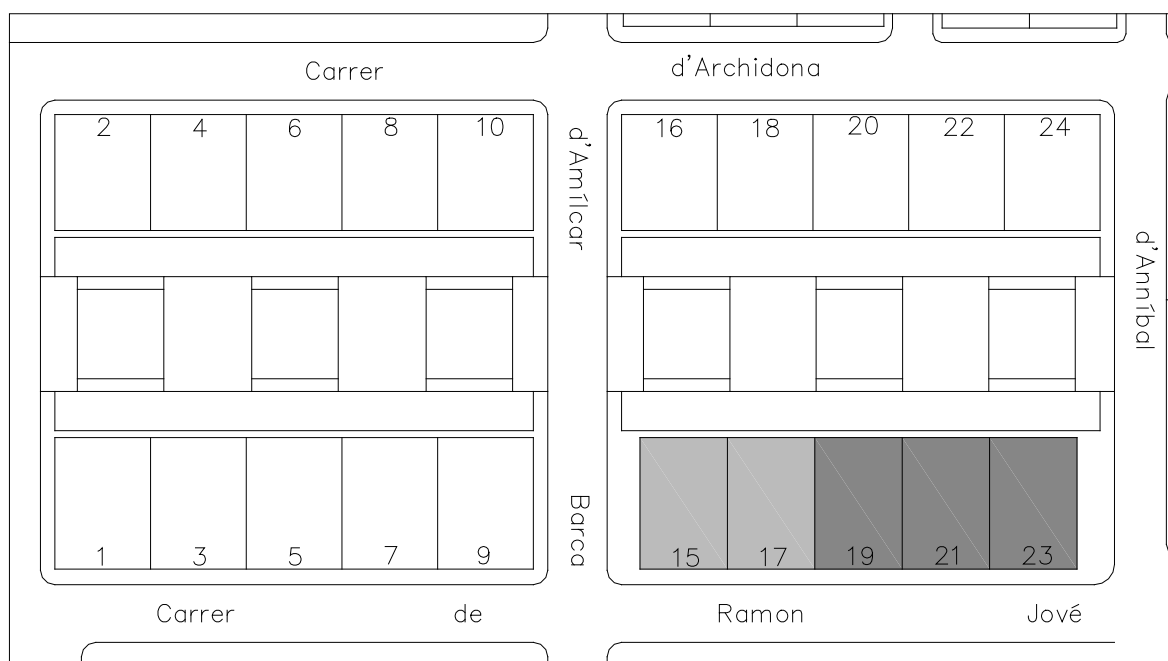 Carrer d'Archidona
2 4 6 8 10 16 18 20 22 24
d'Amílcar Barca
d'Anníbal
1 3 5 7 9 15 17 19 21 23
Carrer de Ramon Jové